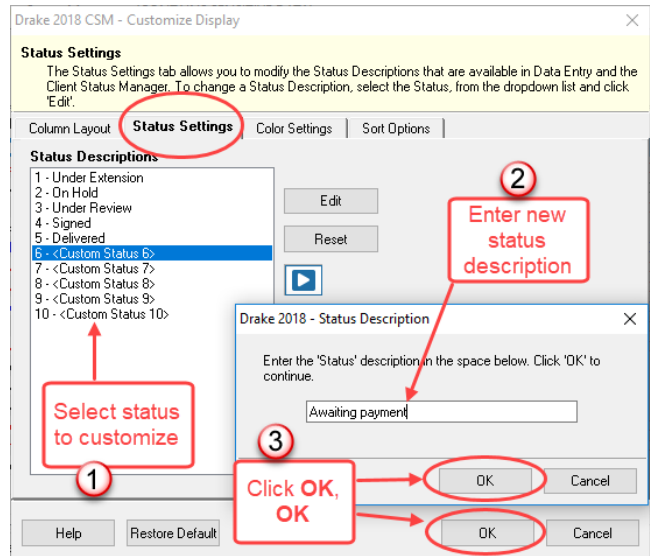 Drake 2018 CSM - Customize Display
Status Settings
The Status Settings tab allows you to modify the Status Descriptions that are available in Data Entry and the
Client Status Manager. To change a Status Description, select the Status, from the dropdown list and click
'Edit'.
Column Layout
Status Settings
Color Settings
Sort Options
Status Descriptions
1 - Under Extension
2 - On Hold
3 - Under Review
4 - Signed
5 - Delivered
6 - <Custom Status 6>
7 - <Custom Status 7>
8 - <Custom Status 8>
9 - <Custom Status 9>
10 - <Custom Status 10>
Edit
Reset
2
Enter new
status
description
Drake 2018 - Status Description
Enter the 'Status' description in the space below. Click 'OK' to
continue.
Awaiting payment
OK
Cancel
Select status
to customize
1
3
Click OK,
OK
Help
Restore Default
OK
Cancel